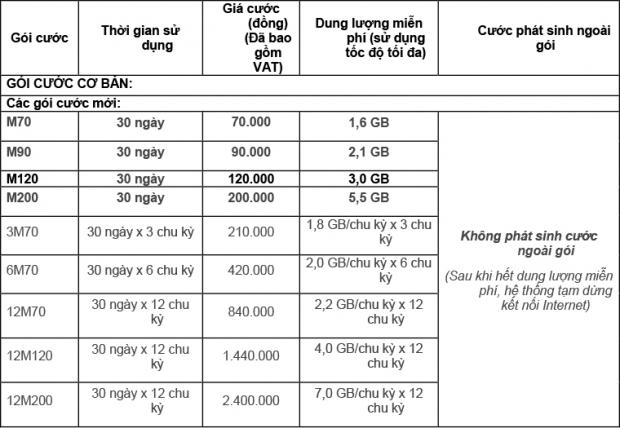 Gói cước
Thời gian sử
dụng
Giá cước
(đồng)
(Đã bao
gồm
VAT)
Dung lượng miễn
phí (sử dụng
tốc độ tối đa)
Cước phát sinh ngoài
gói
GÓI CƯỚC CƠ BẢN:
Các gói cước mới:
M70 30 ngày 70.000 1,6 GB
M90 30 ngày 90.000 2,1 GB
M120 30 ngày 120.000 3,0 GB
M200 30 ngày 200.000 5,5 GB
3M70 30 ngày x 3 chu kỳ 210.000 1,8 GB/chu kỳ x 3 chu
kỳ
6M70 30 ngày x 6 chu kỳ 420.000 2,0 GB/chu kỳ x 6 chu
kỳ
12M70 30 ngày x 12 chu
kỳ
840.000 2,2 GB/chu kỳ x 12
chu kỳ
12M120 30 ngày x 12 chu
kỳ
1.440.000 4,0 GB/chu kỳ x 12
chu kỳ
12M200 30 ngày x 12 chu
kỳ
2.400.000 7,0 GB/chu kỳ x 12
chu kỳ
Không phát sinh cước
ngoài gói
(Sau khi hết dung lượng miễn
phí, hệ thống tạm dừng
kết nối Internet)